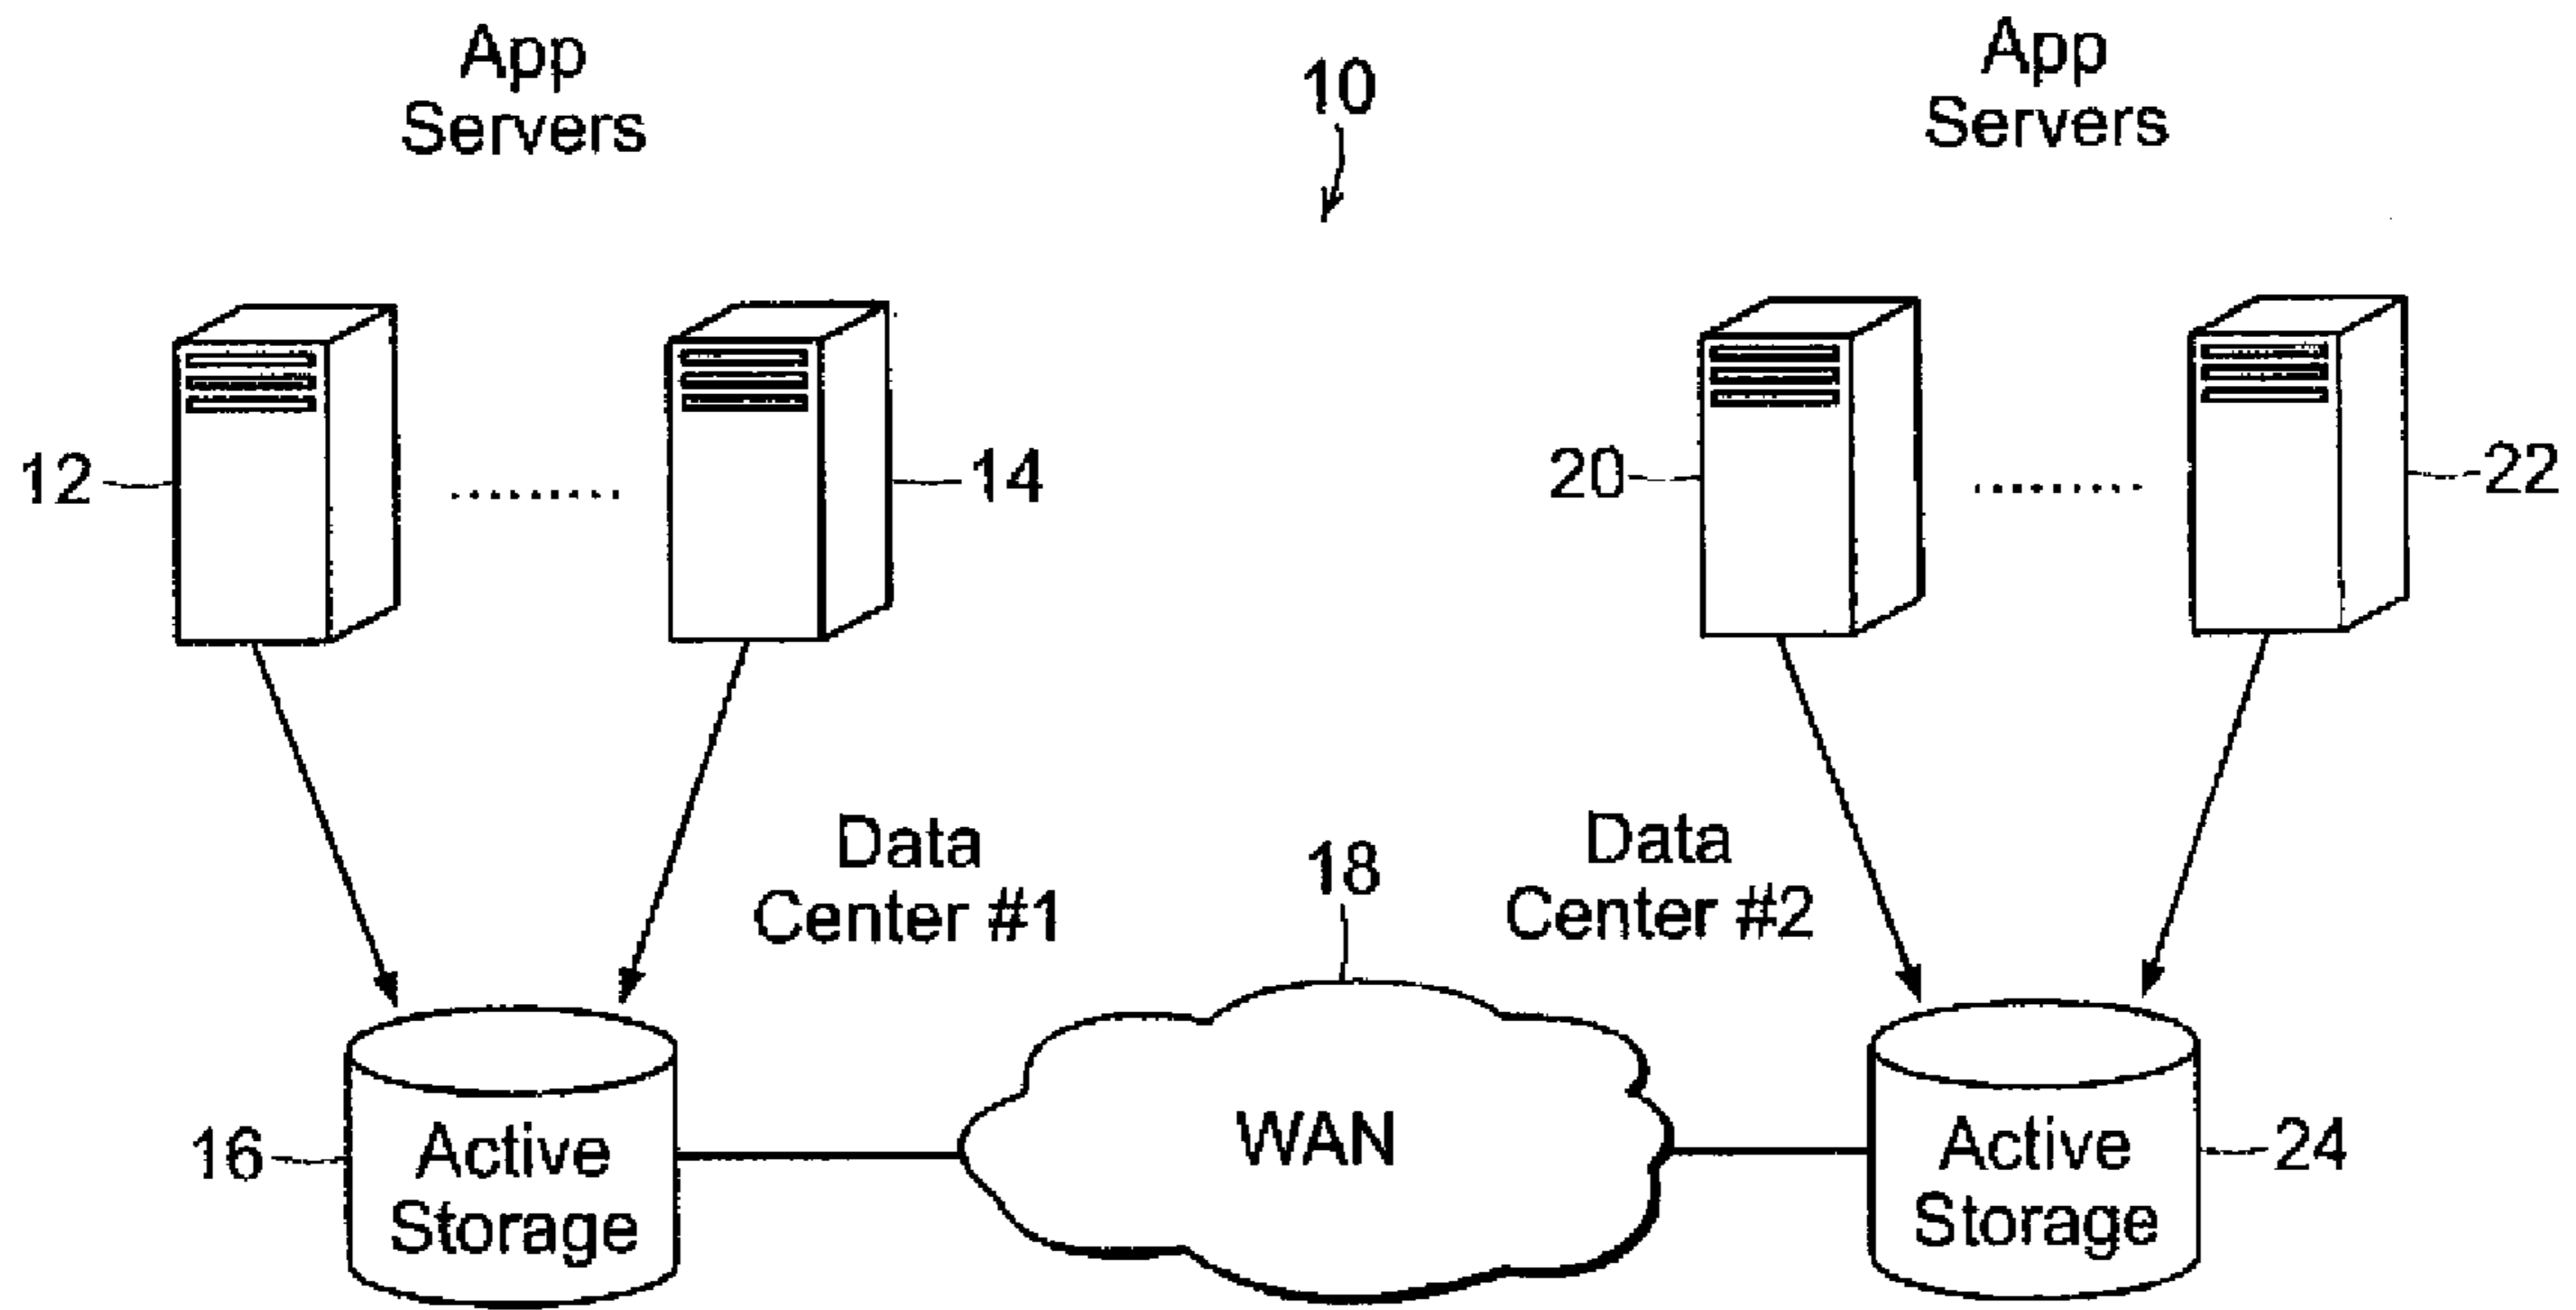 App
Servers
10
App
Servers
12
14
20
22
Data
Center #1
18
Data
Center #2
16
Active
Storage
WAN
Active
Storage
24